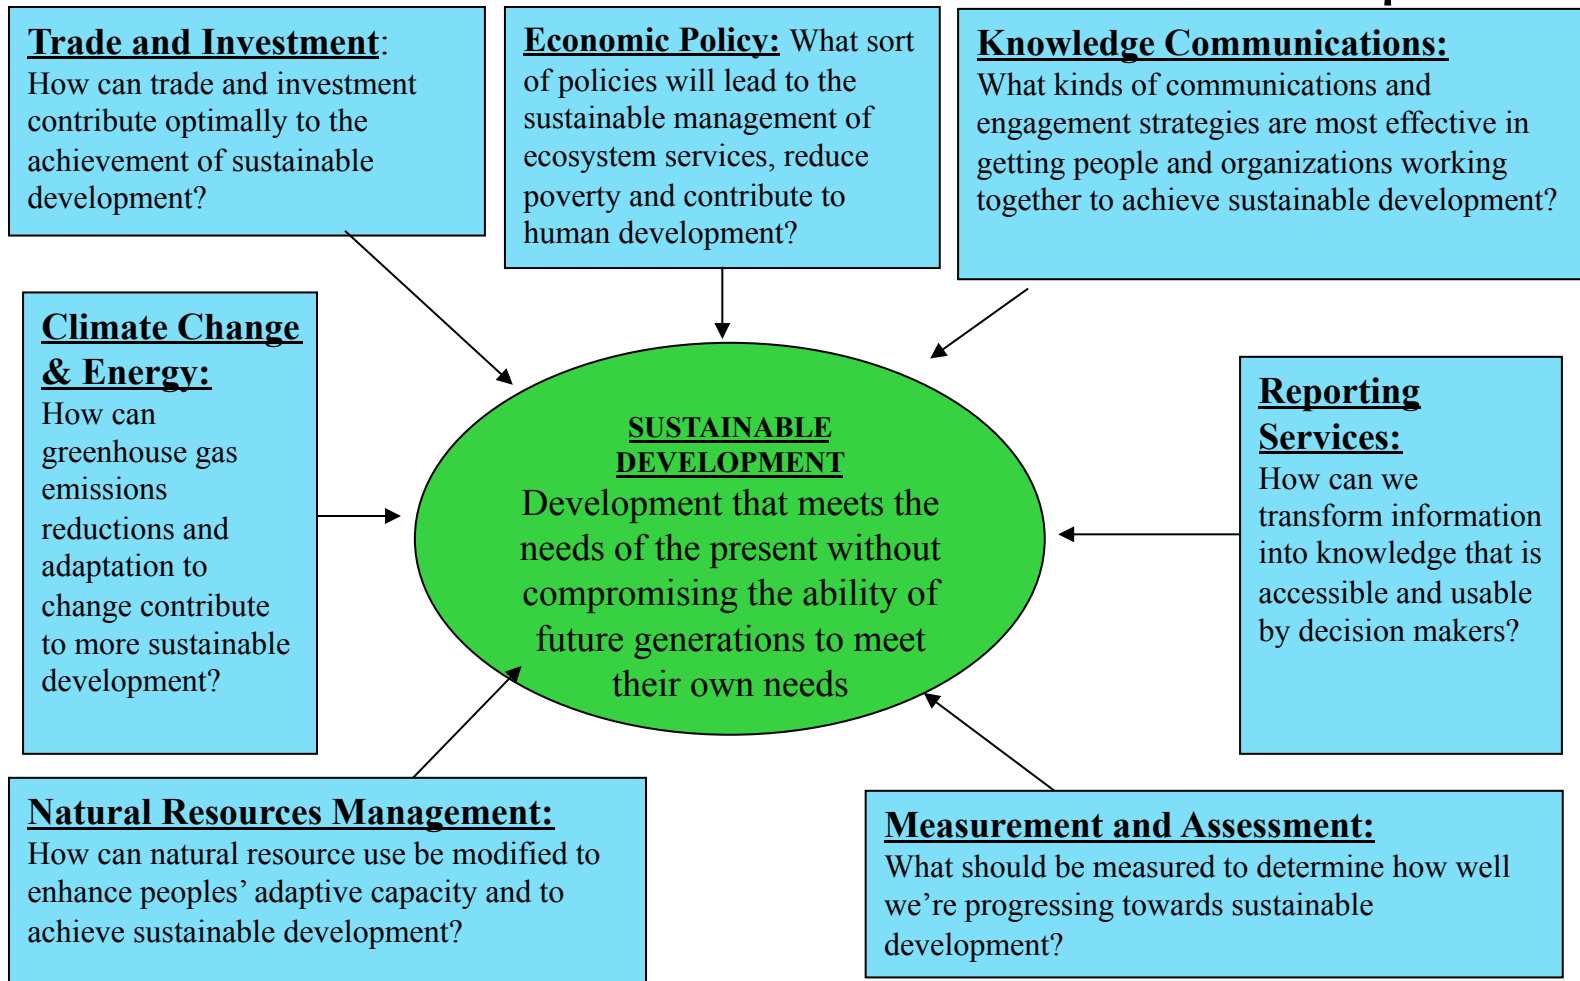 Trade and Investment:
How can trade and investment
contribute optimally to the
achievement of sustainable
development?
Economic Policy: What sort
of policies will lead to the
sustainable management of
ecosystem services, reduce
poverty and contribute to
human development?
Knowledge Communications:
What kinds of communications and
engagement strategies are most effective in
getting people and organizations working
together to achieve sustainable development?
Climate Change
& Energy:
How can
greenhouse gas
emissions
reductions and
adaptation to
change contribute
to more sustainable
development?
SUSTAINABLE
DEVELOPMENT
Development that meets the
needs of the present without
compromising the ability of
future generations to meet
their own needs
Reporting
Services:
How can we
transform information
into knowledge that is
accessible and usable
by decision makers?
Natural Resources Management:
How can natural resource use be modified to
enhance peoples’ adaptive capacity and to
achieve sustainable development?
Measurement and Assessment:
What should be measured to determine how well
we’re progressing towards sustainable
development?